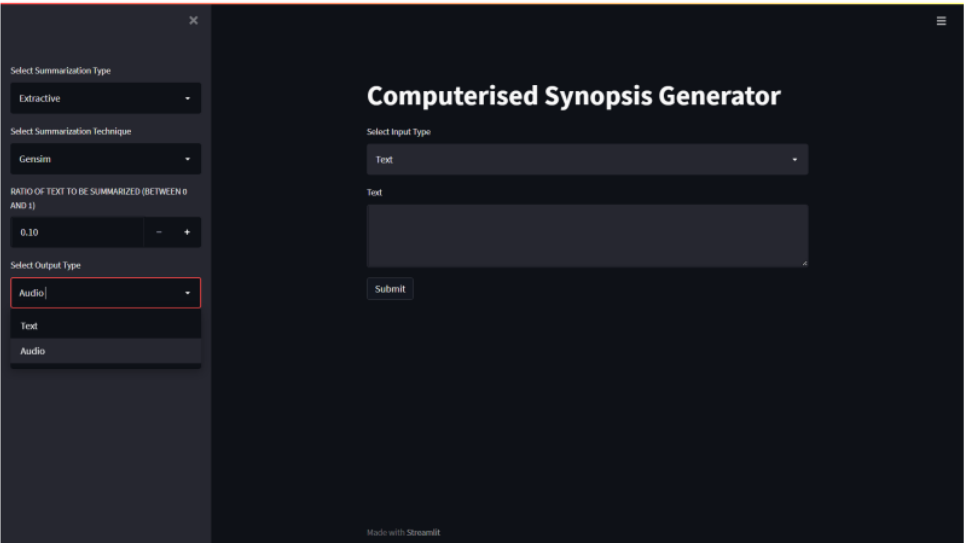 Select Summarization Type
Extractive
Select Summarization Technique
Gensim
RATIO OF TEXT TO BE SUMMARIZED (BETWEEN 0
AND 1)
0.10
Select Output Type
Audio
Text
Audio
Computerised Synopsis Generator
Select Input Type
Text
Text
Submit
Made with Streamlit